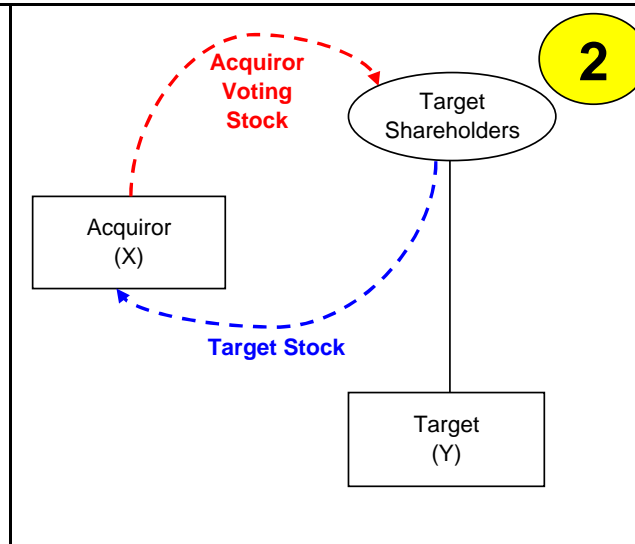 2
Acquiror
Voting
Stock
Target
Shareholders
Acquiror
(X)
Target Stock
Target
(Y)